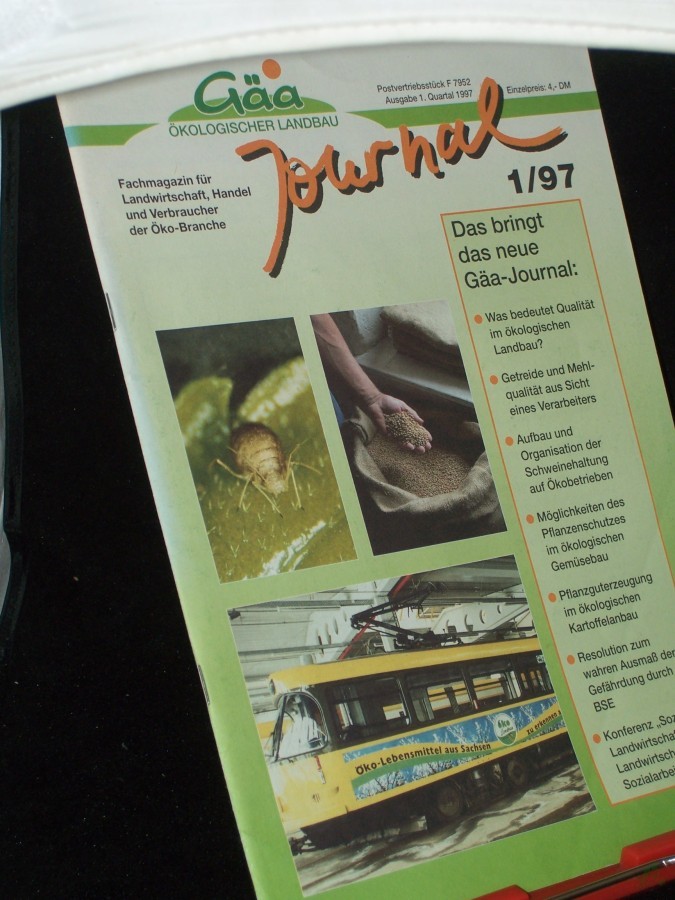 Gäa
ÖKOLOGISCHER LANDBAU
Postvertriebsstück F 7952
Ausgabe 1. Quartal 1997
Einzelpreis: 4,- DM
Journal
1/97
Fachmagazin für
Landwirtschaft, Handel
und Verbraucher
der Öko-Branche
Das bringt
das neue
Gäa-Journal:
Was bedeutet Qualität
im ökologischen
Landbau?
Getreide und Mehl-
qualität aus Sicht
eines Verarbeiters
Aufbau und
Organisation der
Schweinehaltung
auf Ökobetrieben
Möglichkeiten des
Pflanzenschutzes
im ökologischen
Gemüsebau
Pflanzguterzeugung
im ökologischen
Kartoffelanbau
Resolution zum
wahren Ausmaß der
Gefährdung durch
BSE
Konferenz „Soz
Landwirtscha
Landwirtsch
Sozialarbe
Öko-Lebensmittel aus Sachsen
Zu erkennen